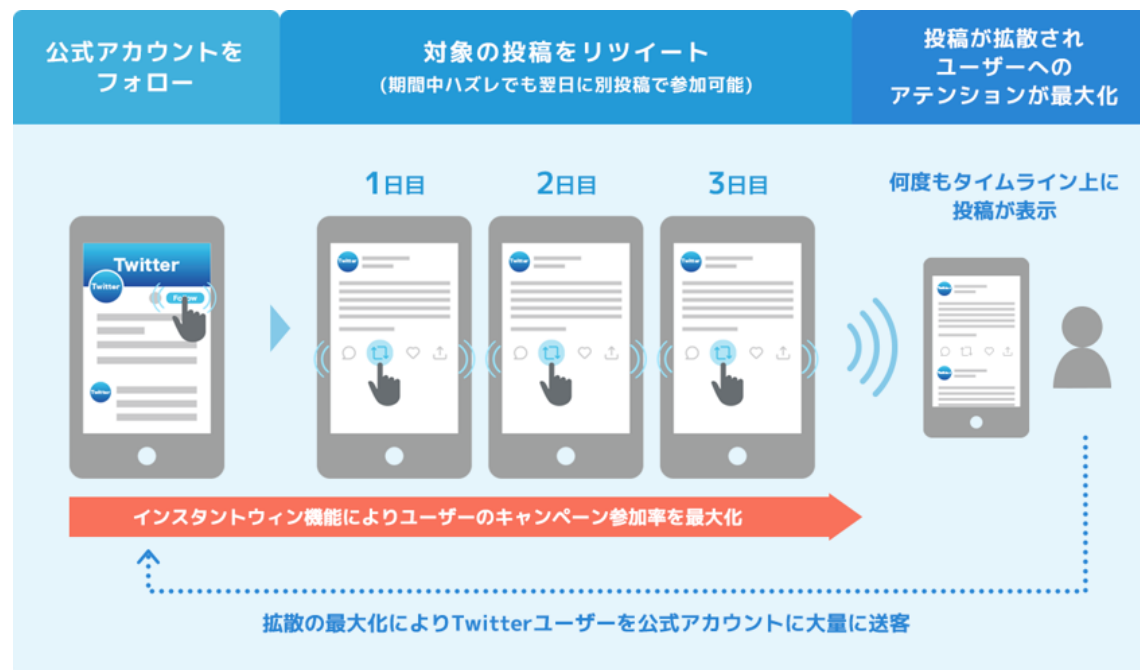 公式アカウントを
フォロー
対象の投稿をリツイート
(期間中ハズレでも翌日に別投稿で参加可能)
投稿が拡散され
ユーザーへの
アテンションが最大化
1日目
2日目
3日目
何度もタイムライン上に
投稿が表示
Twitter
Twitter
Follow
Twitter
Twitter
Twitter
Twitter
Twitter
Twitter
インスタントウィン機能によりユーザーのキャンペーン参加率を最大化
拡散の最大化によりTwitterユーザーを公式アカウントに大量に送客